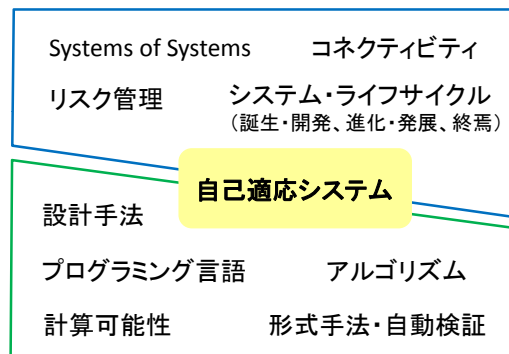 Systems of Systems コネクティビティ
リスク管理 システム・ライフサイクル
（誕生・開発、進化・発展、終焉）
自己適応システム
設計手法
プログラミング言語 アルゴリズム
計算可能性 形式手法・自動検証